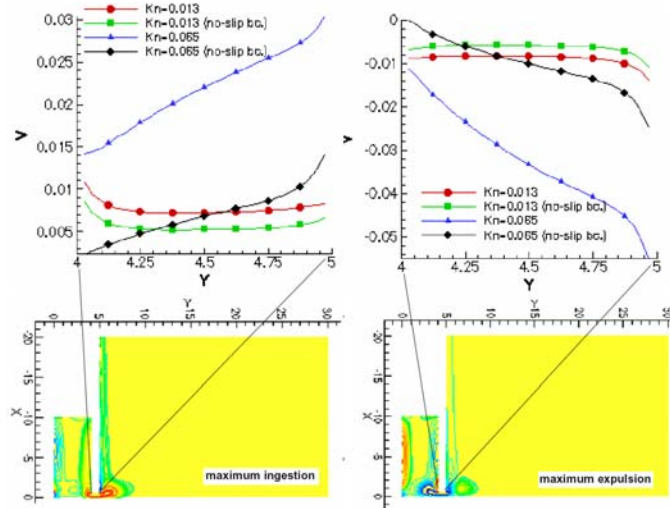 Kn=0.013
Kn=0.013 (no-slip bc.)
Kn=0.065
Kn=0.065 (no-slip bc.)
0.03
0.025
0.02
0.015
0.01
0.005
V
4 4.25 4.5 4.75 5
Y
0
-0.01
-0.02
-0.03
-0.04
-0.05
V
Kn=0.013
Kn=0.013 (no-slip bc.)
Kn=0.065
Kn=0.065 (no-slip bc.)
4 4.25 4.5 4.75 5
Y
Y
0 5 10 15 20 25 30
-20
-15
-10
-5
0
X
maximum ingestion
Y
0 5 10 15 20 25 30
-20
-15
-10
-5
0
X
maximum expulsion